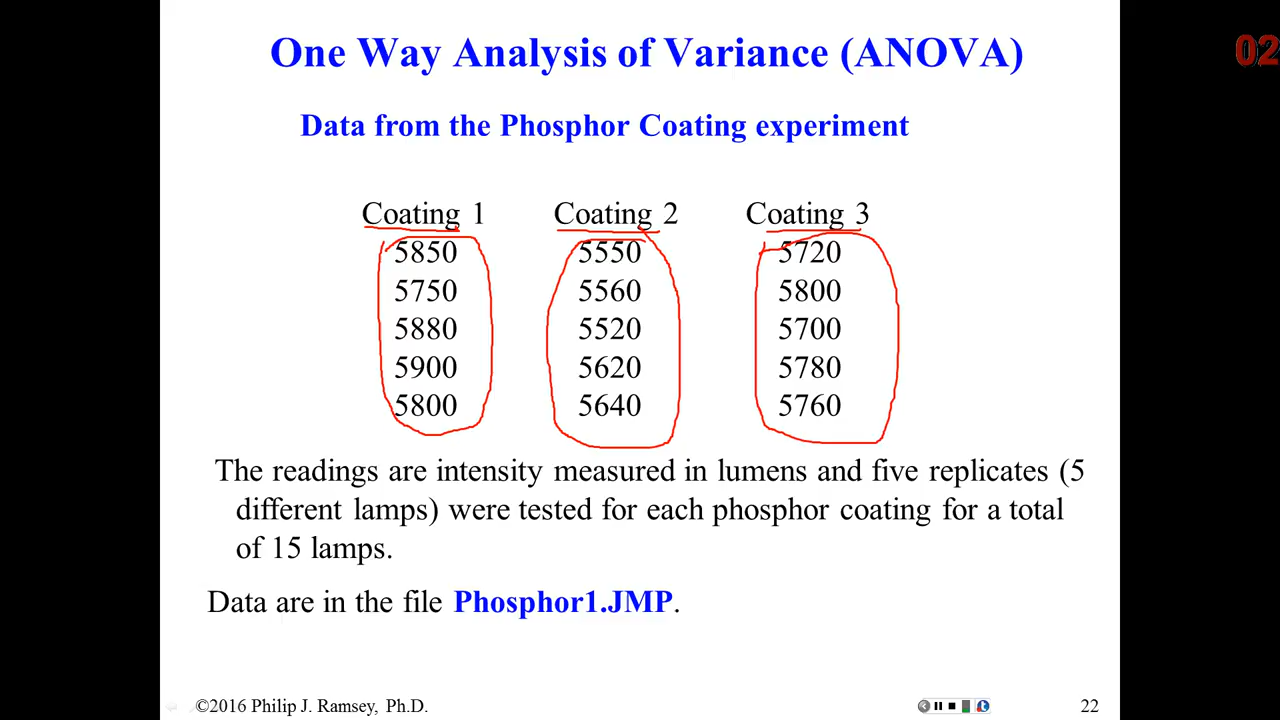 One Way Analysis of Variance (ANOVA)
02
Data from the Phosphor Coating experiment
Coating 1 Coating 2 Coating 3
5850 5550 5720
5750 5560 5800
5880 5520 5700
5900 5620 5780
5800 5640 5760
The readings are intensity measured in lumens and five replicates (5
different lamps) were tested for each phosphor coating for a total
of 15 lamps.
Data are in the file Phosphor1.JMP.
©2016 Philip J. Ramsey, Ph.D. 22